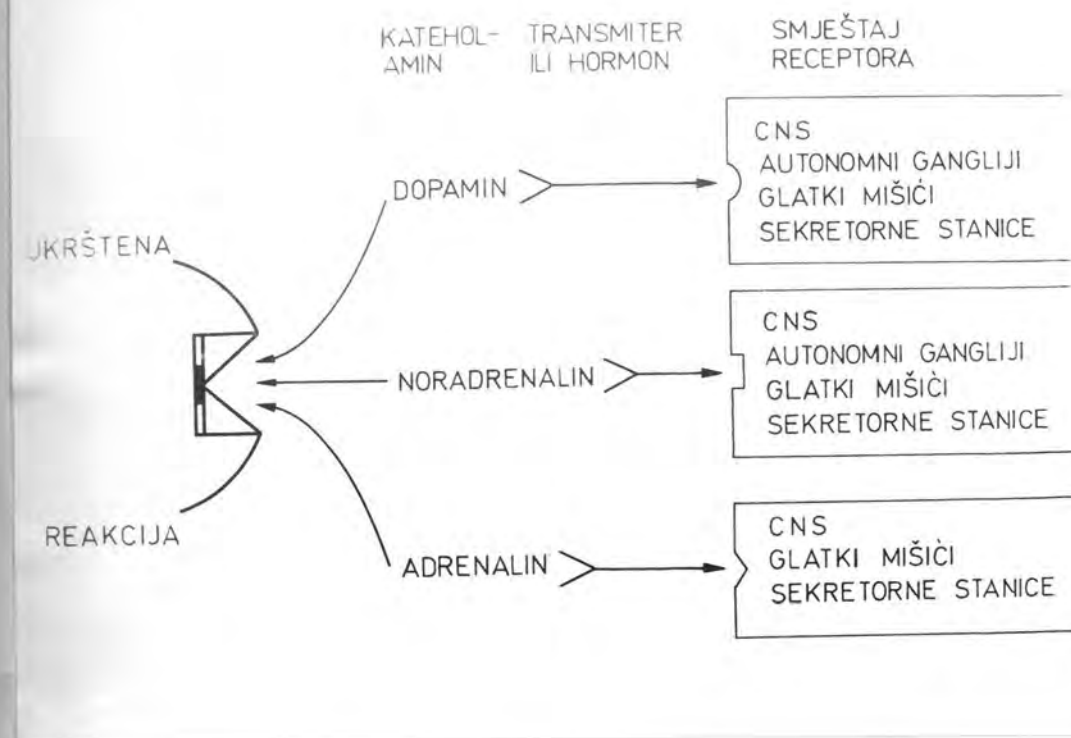 KATEHOL-
AMIN
TRANSMITER
ILI HORMON
SMJEŠTAJ
RECEPTORA
DOPAMIN
CNS
AUTONOMNI GANGLIJI
GLATKI MIŠIĆI
SEKRETORNE STANICE
UKRŠTENA
NORADRENALIN
CNS
AUTONOMNI GANGLIJI
GLATKI MIŠIĆI
SEKRETORNE STANICE
REAKCIJA
ADRENALIN
CNS
GLATKI MIŠIĆI
SEKRETORNE STANICE